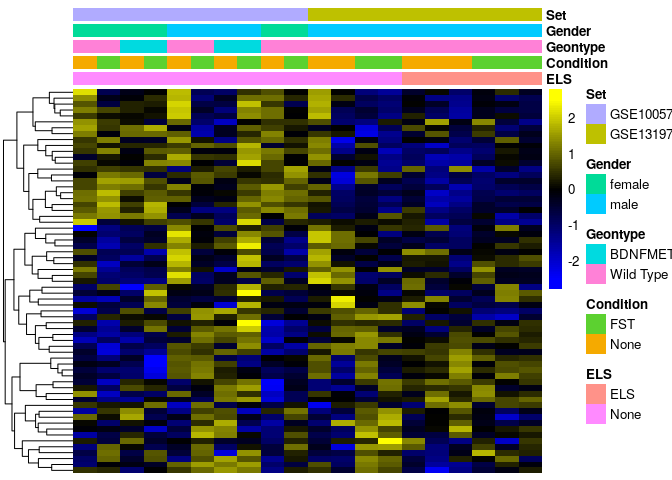 Set
Gender
Geontype
Condition
ELS
2
1
0
-1
-2
Set
GSE10057
GSE13197
Gender
female
male
Geontype
BDNFMET
Wild Type
Condition
FST
None
ELS
ELS
None